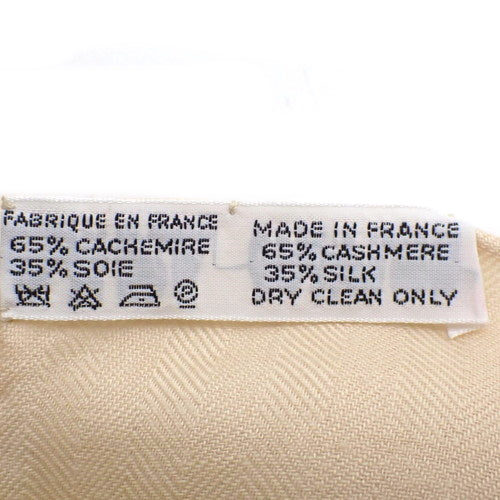 FABRIQUE EN FRANCE
65% CACHEMIRE
35% SOIE
MADE IN FRANCE
65% CASHMERE
35% SILK
DRY CLEAN ONLY